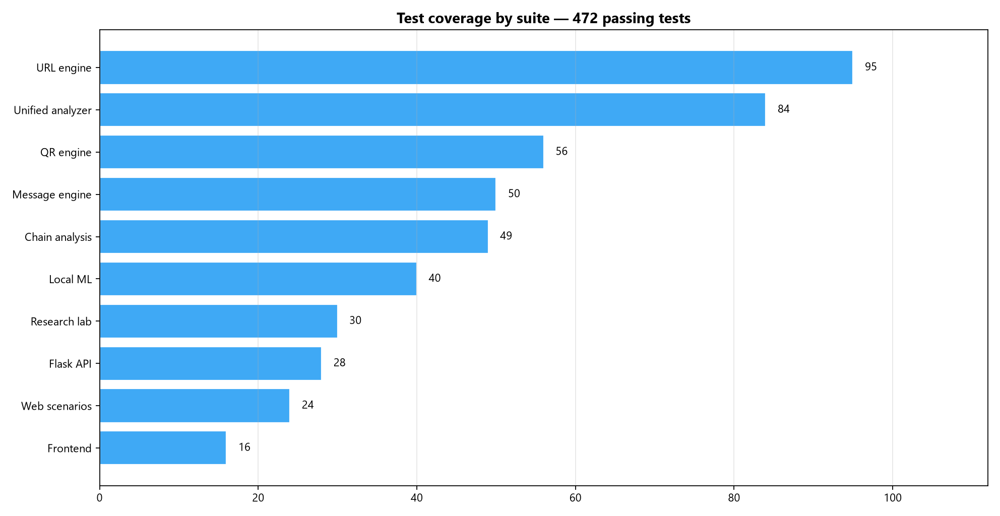 Test coverage by suite — 472 passing tests
URL engine 95
Unified analyzer 84
QR engine 56
Message engine 50
Chain analysis 49
Local ML 40
Research lab 30
Flask API 28
Web scenarios 24
Frontend 16
0 20 40 60 80 100